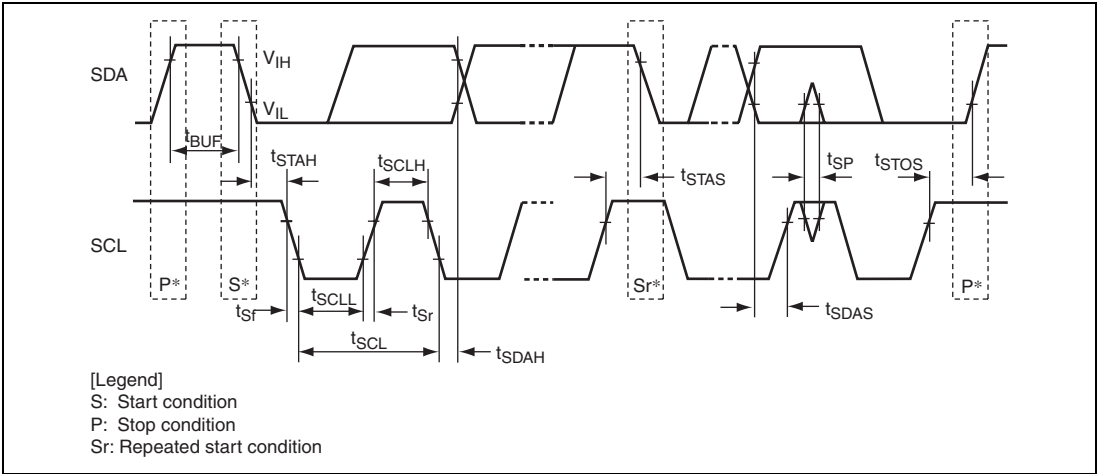 SDA
VIH
VIL
tBUF
tSTAH
tSCLH
tSTAS
tSP
tSTOS
SCL
P*
S*
Sr*
P*
tSf
tSCLL
tSr
tSDAS
tSCL
tSDAH
[Legend]
S: Start condition
P: Stop condition
Sr: Repeated start condition